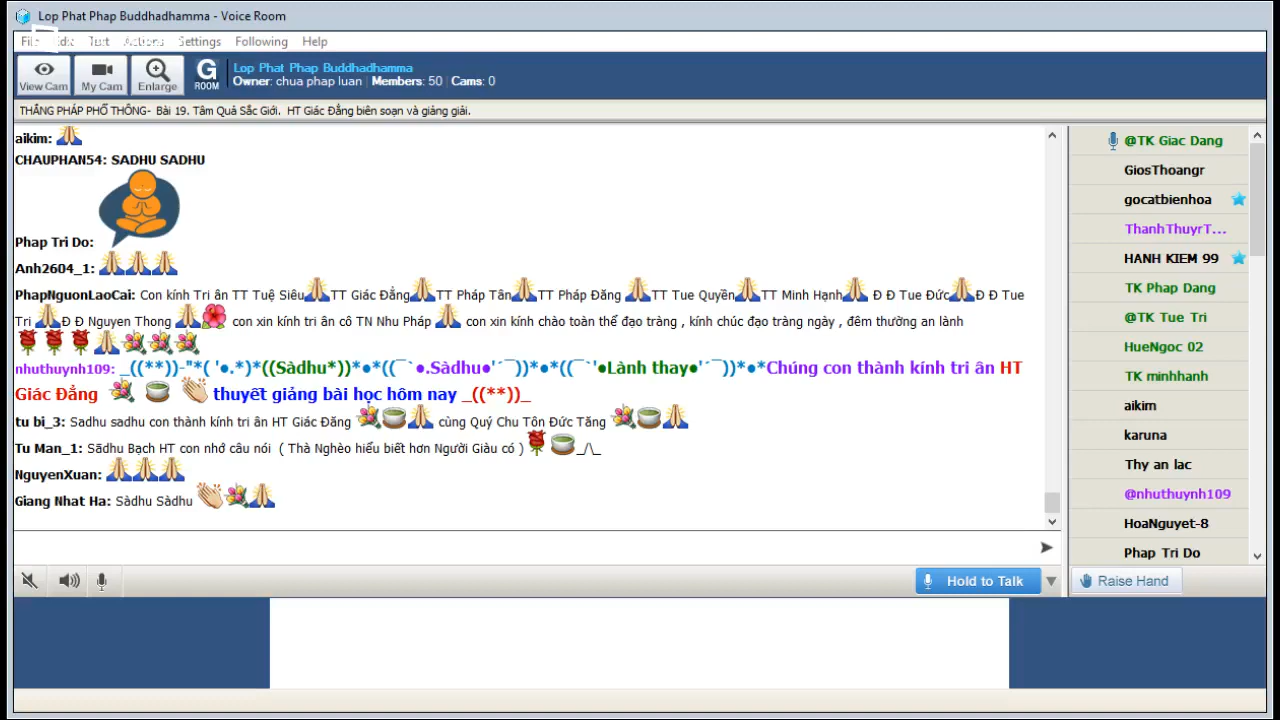 Lop Phat Phap Buddhadhamma - Voice Room
Text Actions Settings Following Help
View Cam My Cam Enlarge G ROOM
Lop Phat Phap Buddhadhamma
Owner: chua phap luan | Members: 50 | Cams: 0
THẮNG PHÁP PHỔ THÔNG- Bài 19. Tâm Quả Sắc Giới. HT Giác Đẳng biên soạn và giảng giải.
aikim:
CHAUPHAN54: SADHU SADHU
Phap Tri Do:
Anh2604_1:
PhapNguonLaoCai: Con kính Tri ân TT Tuệ Siêu TT Giác Đẳng TT Pháp Tân TT Pháp Đăng TT Tue Quyền TT Minh Hạnh Đ Đ Tue Đức Đ Đ Tue
Tri Đ Đ Nguyen Thong con xin kính tri ân cô TN Nhu Pháp con xin kính chào toàn thể đạo tràng , kính chúc đạo tràng ngày , đêm thường an lành
nhuthuynh109: _((**))-"*( '●.*)*((Sàdhu*))*●*((¯`●.Sàdhu●'´¯))*●*((¯`'●Lành thay●'´¯))*●*Chúng con thành kính tri ân HT
Giác Đẳng thuyết giảng bài học hôm nay _((**))_
tu bi_3: Sadhu sadhu con thành kính tri ân HT Giác Đăng cùng Quý Chu Tôn Đức Tăng
Tu Man_1: Sãdhu Bạch HT con nhớ câu nói ( Thà Nghèo hiểu biết hơn Người Giàu có ) _/\_
NguyenXuan:
Giang Nhat Ha: Sàdhu Sàdhu
Hold to Talk
@TK Giac Dang
GiosThoangr
gocatbienhoa
ThanhThuyrT...
HANH KIEM 99
TK Phap Dang
@TK Tue Tri
HueNgoc 02
TK minhhanh
aikim
karuna
Thy an lac
@nhuthuynh109
HoaNguyet-8
Phap Tri Do
Raise Hand